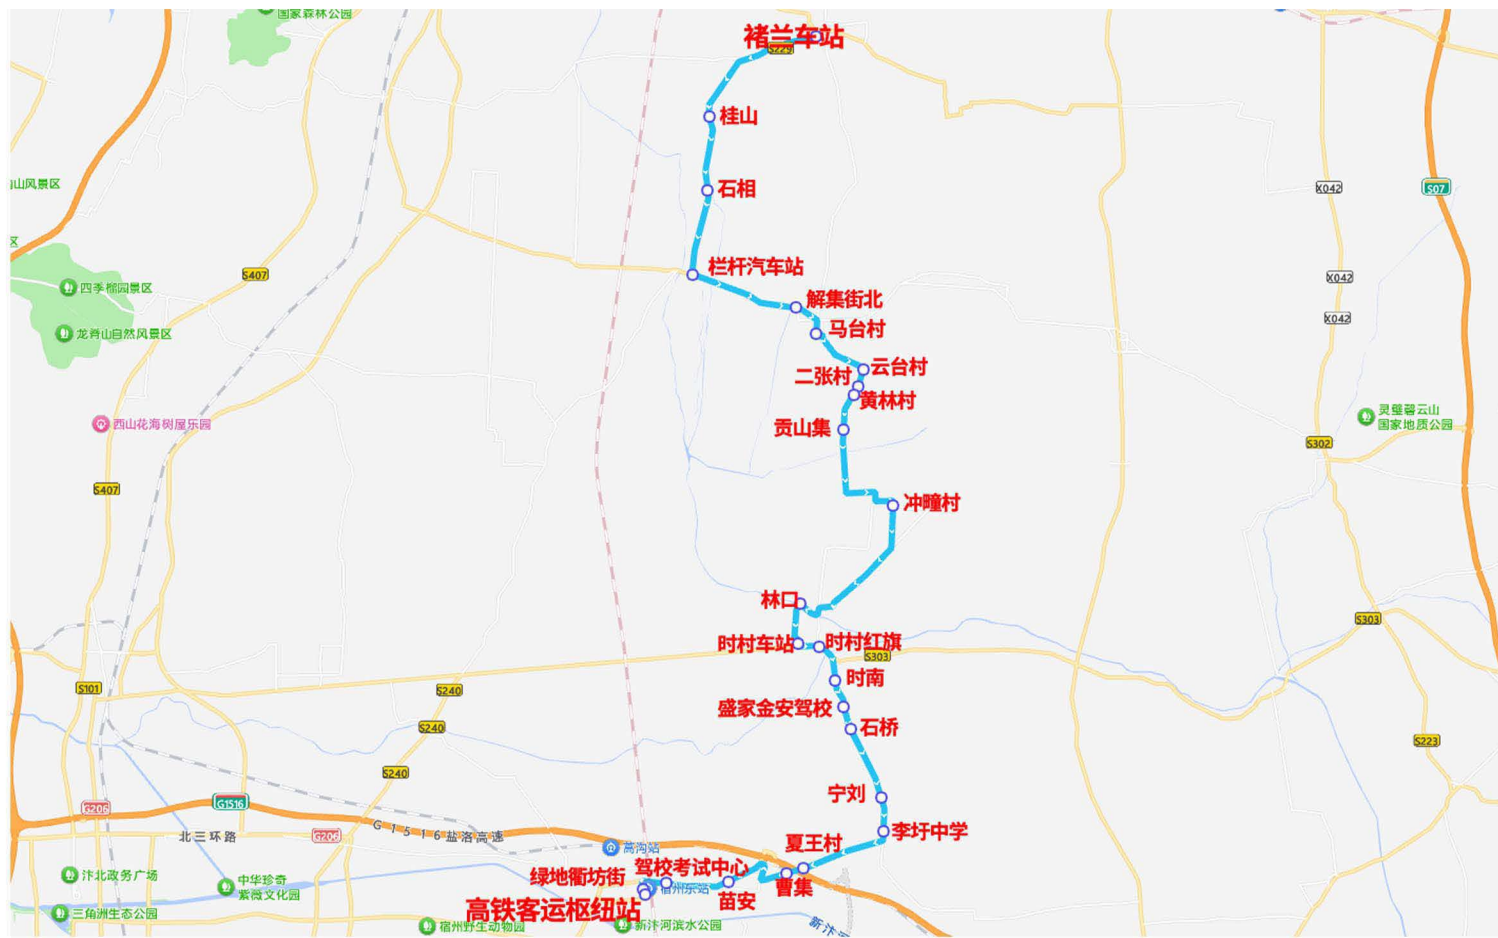 国家森林公园
褚兰车站
S229
桂山
山风景区
石相
X042
S07
区
栏杆汽车站
S407
X042
四季榴园景区
解集街北
X042
龙脊山自然风景区
马台村
云台村
二张村
黄林村
灵璧磬云山
国家地质公园
西山花海树屋乐园
贡山集
S302
S407
冲疃村
林口
S303
时村车站
时村红旗
S303
S101
S240
时南
盛家金安驾校
石桥
S240
S223
S240
宁刘
G206
G1516
北三环路
G206
G1516盐洛高速
李圩中学
夏王村
蒿沟站
驾校考试中心
汴北政务广场
中华珍奇
紫薇文化园
绿地衢坊街
宿州东站
苗安
曹集
三角洲生态公园
高铁客运枢纽站
宿州野生动物园
新汴河滨水公园
新汴河